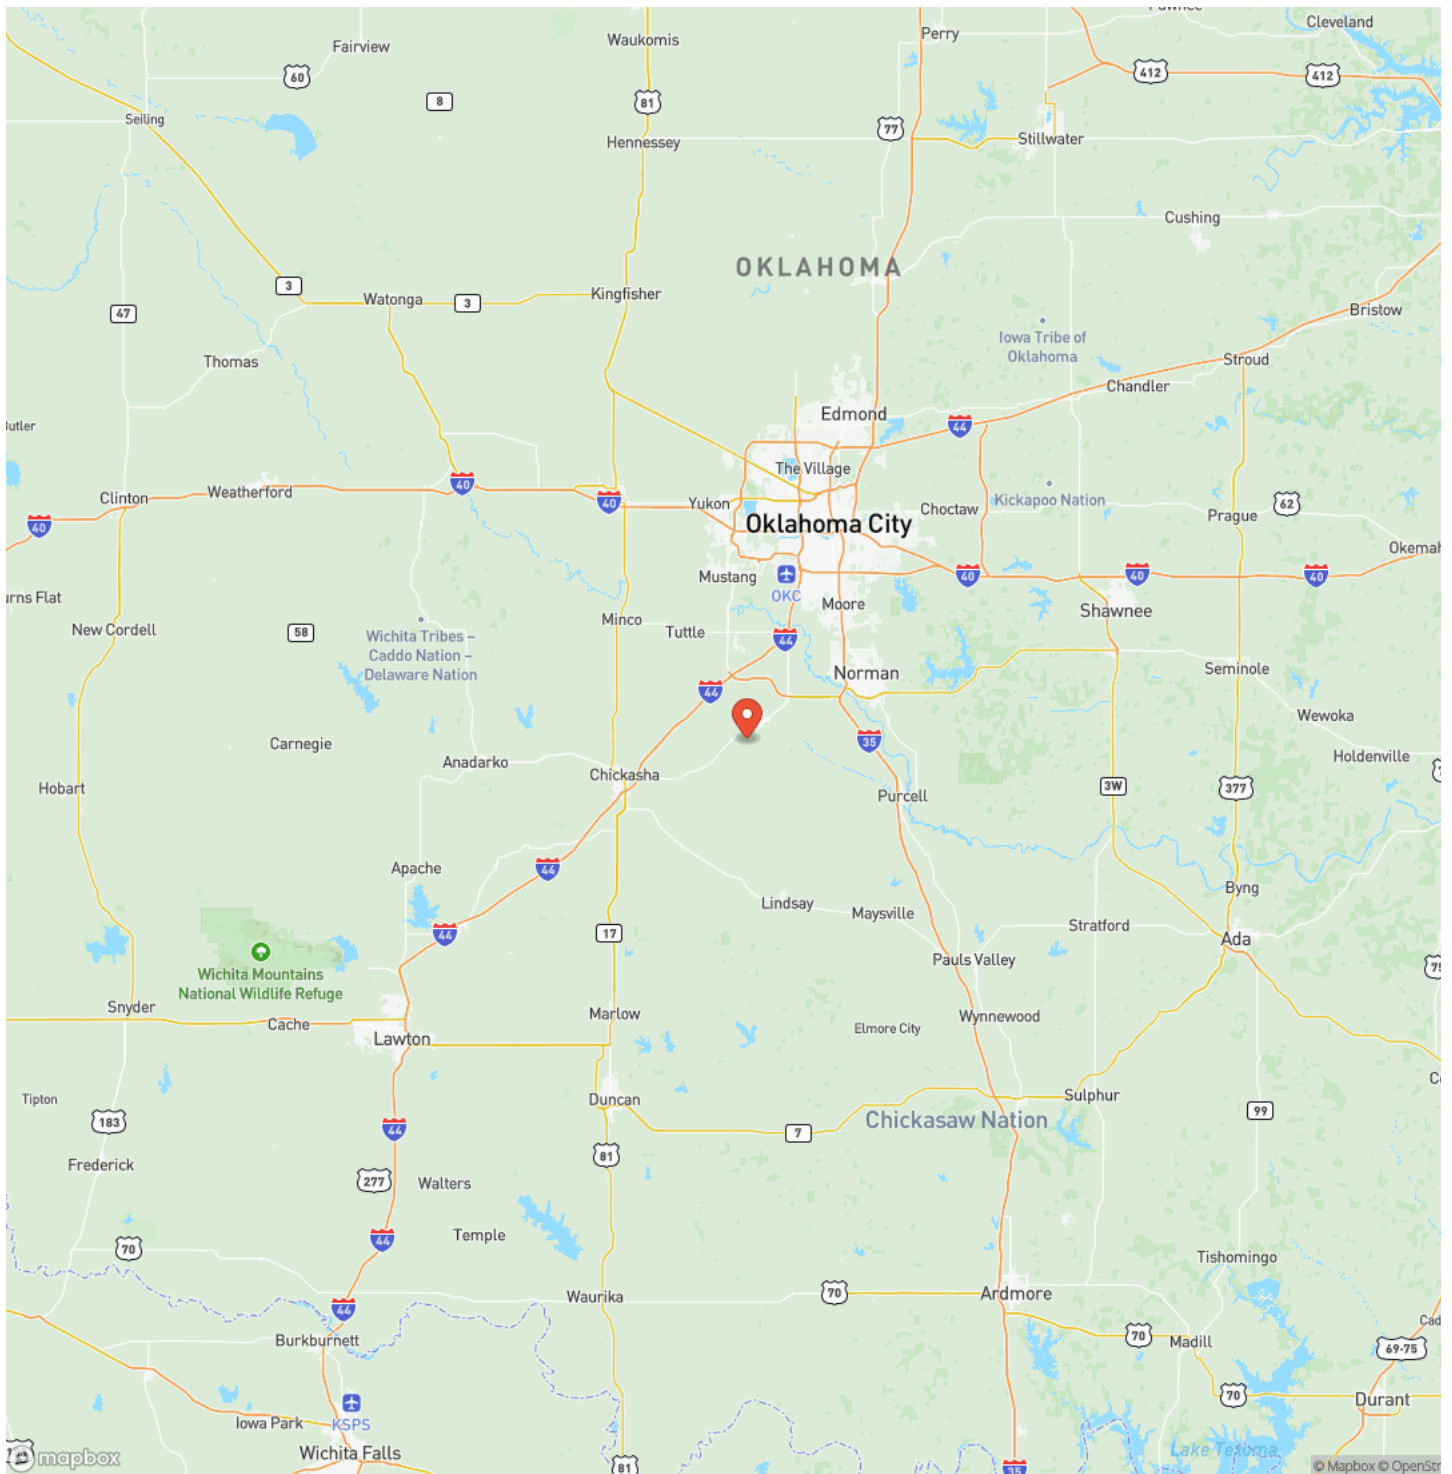 Pawnee
Cleveland
Perry
Waukomis
Fairview
60
412
412
8
81
Seiling
77
Hennessey
Stillwater
Cushing
OKLAHOMA
3
Kingfisher
Watonga
3
47
Bristow
Iowa Tribe of
Oklahoma
Thomas
Stroud
Chandler
Edmond
Butler
44
The Village
40
Weatherford
Clinton
40
Yukon
Kickapoo Nation
62
Choctaw
Prague
40
Oklahoma City
Okemah
Mustang
OKC
40
40
40
urns Flat
Moore
Shawnee
Minco
New Cordell
58
Tuttle
Wichita Tribes –
Caddo Nation –
Delaware Nation
44
Norman
Seminole
44
Wewoka
Carnegie
35
Anadarko
Holdenville
Chickasha
Hobart
3W
377
Purcell
Apache
44
Byng
Lindsay
Maysville
Stratford
44
17
Ada
Wichita Mountains
National Wildlife Refuge
Pauls Valley
75
Snyder
Marlow
Cache
Elmore City
Wynnewood
Lawton
Tipton
Duncan
Sulphur
183
Chickasaw Nation
99
44
7
81
Frederick
277
Walters
Temple
44
70
Tishomingo
Waurika
70
Ardmore
44
Burkburnett
70
Madill
Cad
69-75
Iowa Park
KSPS
70
Durant
Wichita Falls
Lake Texoma
81
35
mapbox
© Mapbox © OpenStr